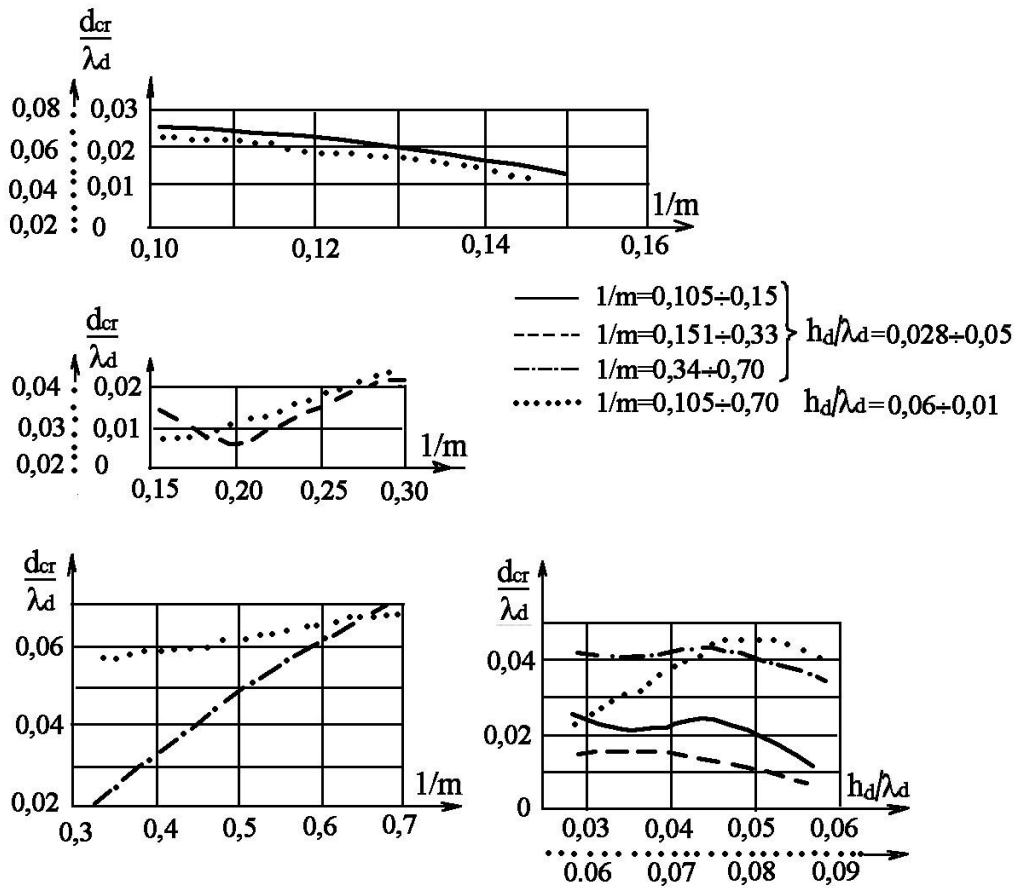 dcr
λd
0,08 0,03
0,06 0,02
0,04 0,01
0,02 0
1/m
0,10 0,12 0,14 0,16
1/m=0,105÷0,15
1/m=0,151÷0,33 hd/λd=0,028÷0,05
1/m=0,34÷0,70
1/m=0,105÷0,70 hd/λd=0,06÷0,01
dcr
λd
0,04 0,02
0,03 0,01
0,02 0
1/m
0,15 0,20 0,25 0,30
dcr
λd
0,06
0,04
0,02
1/m
0,3 0,4 0,5 0,6 0,7
dcr
λd
0,04
0,02
0
hd/λd
0,03 0,04 0,05 0,06
0.06 0,07 0,08 0,09